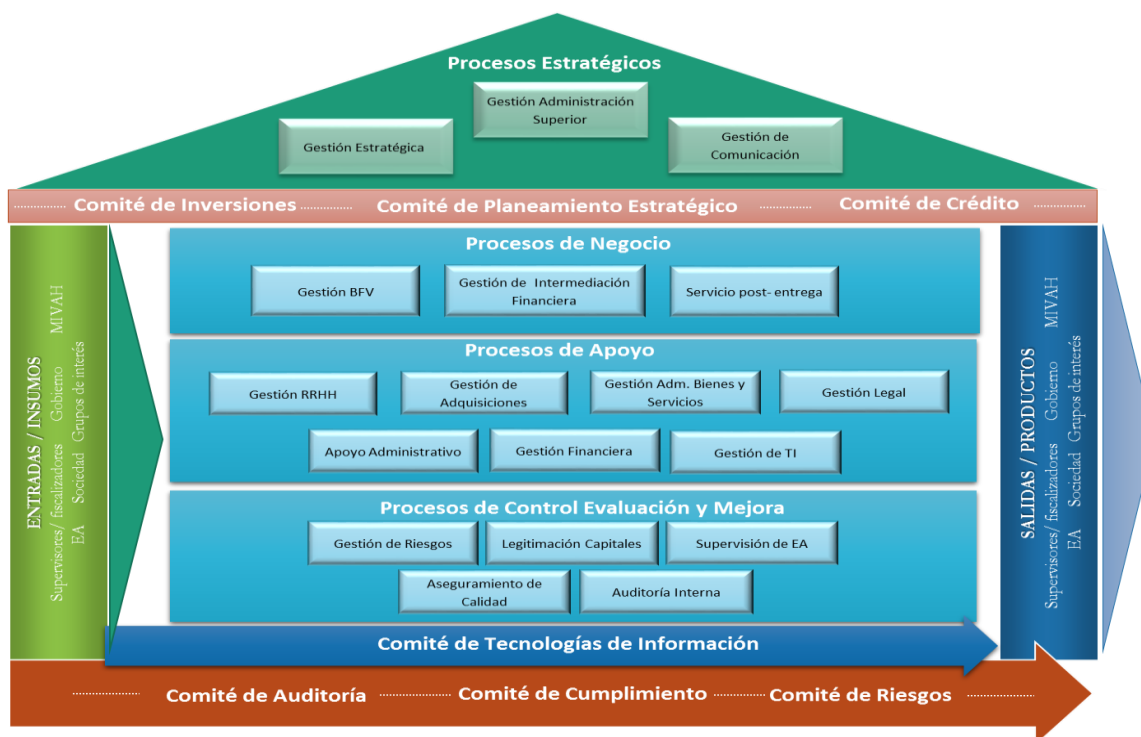 Procesos Estratégicos
Gestión Administración
Superior
Gestión Estratégica
Gestión de
Comunicación
Comité de Inversiones
Comité de Planeamiento Estratégico
Comité de Crédito
ENTRADAS / INSUMOS
Supervisores/ fiscalizadores Gobierno MIVAH
EA Sociedad Grupos de interés
Procesos de Negocio
Gestión BFV
Gestión de Intermediación
Financiera
Servicio post- entrega
Procesos de Apoyo
Gestión RRHH
Gestión de
Adquisiciones
Gestión Adm. Bienes y
Servicios
Gestión Legal
Apoyo Administrativo
Gestión Financiera
Gestión de TI
Procesos de Control Evaluación y Mejora
Gestión de Riesgos
Legitimación Capitales
Supervisión de EA
Aseguramiento de
Calidad
Auditoría Interna
SALIDAS / PRODUCTOS
Supervisores/ fiscalizadores Gobierno MIVAH
EA Sociedad Grupos de interés
Comité de Tecnologías de Información
Comité de Auditoría
Comité de Cumplimiento
Comité de Riesgos